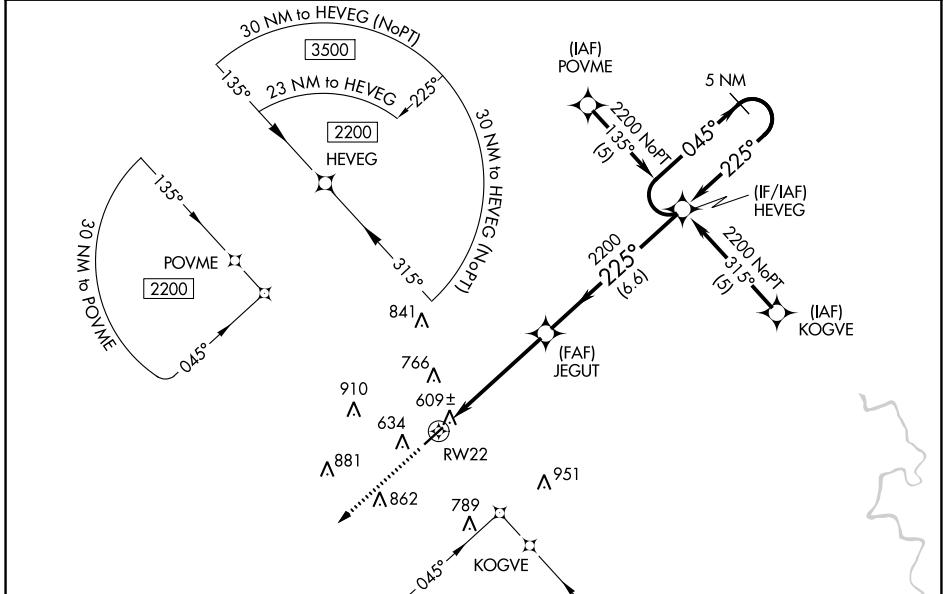 30 NM to HEVEG (NoPT)
3500
135°
23 NM to HEVEG
225°
2200
HEVEG
30 NM to HEVEG (NoPT)
315°
135°
POVME
2200
30 NM to POVME
045°
(IAF)
POVME
5 NM
2200 NoPT
135°
(5)
045°
225°
(IF/IAF)
HEVEG
2200
225°
(6.6)
2200 NoPT
315°
(5)
(IAF)
KOGVE
(FAF)
JEGUT
841
766
910
609±
634
RW22
881
862
951
789
KOGVE
045°